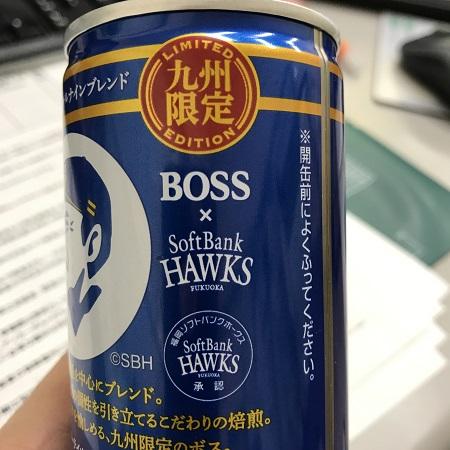 ナインブレンド
LIMITED
九州
限定
EDITION
BOSS
×
SoftBank
HAWKS
FUKUOKA
※開缶前によくふってください。
©SBH
福岡ソフトバンクホークス
SoftBank
HAWKS
FUKUOKA
承認
を中心にブレンド。
個性を引き立てるこだわりの焙煎。
しめる、九州限定のボス。